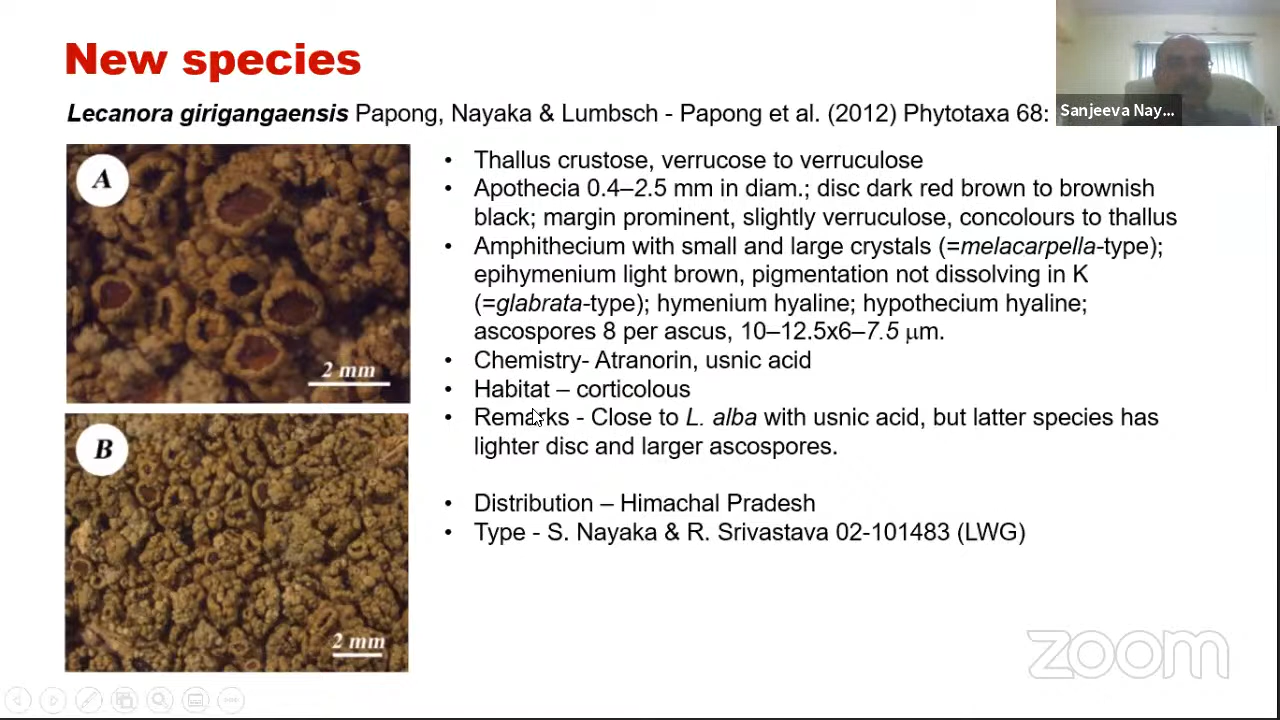 New species
Lecanora girigangaensis Papong, Nayaka & Lumbsch - Papong et al. (2012) Phytotaxa 68:
Sanjeeva Nay...
A
2 mm
B
2 mm
• Thallus crustose, verrucose to verruculose
• Apothecia 0.4–2.5 mm in diam.; disc dark red brown to brownish
black; margin prominent, slightly verruculose, concolours to thallus
• Amphithecium with small and large crystals (=melacarpella-type);
epihymenium light brown, pigmentation not dissolving in K
(=glabrata-type); hymenium hyaline; hypothecium hyaline;
ascospores 8 per ascus, 10–12.5x6–7.5 μm.
• Chemistry- Atranorin, usnic acid
• Habitat – corticolous
• Remarks - Close to L. alba with usnic acid, but latter species has
lighter disc and larger ascospores.
• Distribution – Himachal Pradesh
• Type - S. Nayaka & R. Srivastava 02-101483 (LWG)
zoom